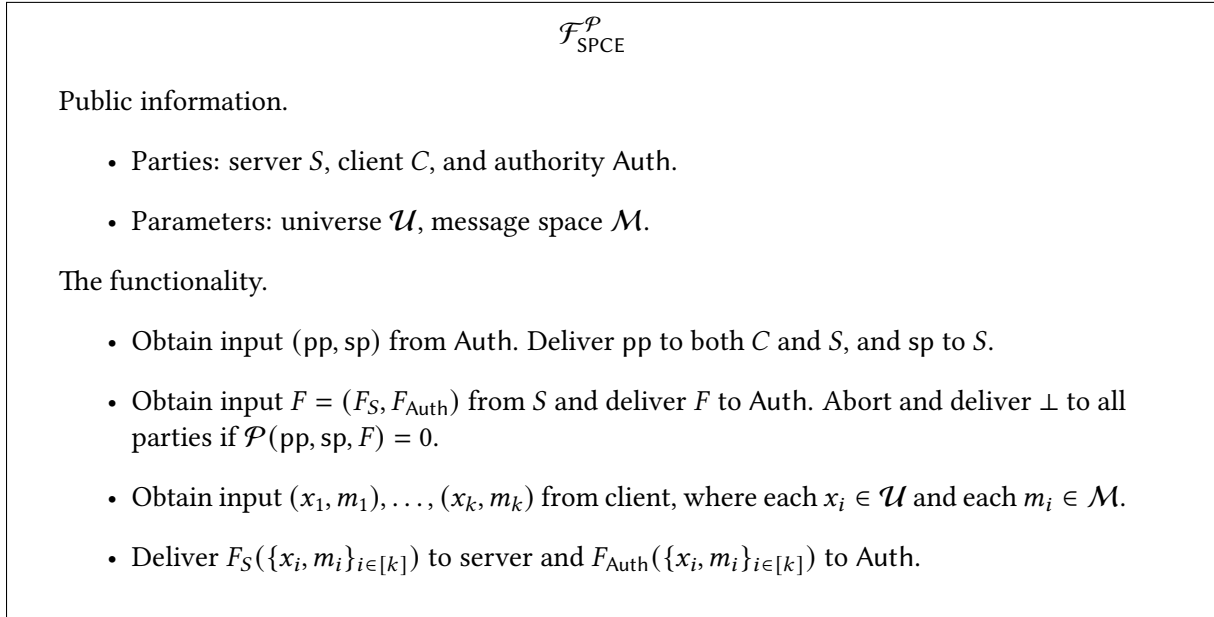 𝓕^𝓟_SPCE
Public information.
• Parties: server S, client C, and authority Auth.
• Parameters: universe 𝓤, message space 𝓜.
The functionality.
• Obtain input (pp, sp) from Auth. Deliver pp to both C and S, and sp to S.
• Obtain input F = (F_S, F_Auth) from S and deliver F to Auth. Abort and deliver ⊥ to all
parties if 𝓟(pp, sp, F) = 0.
• Obtain input (x_1, m_1), . . . , (x_k, m_k) from client, where each x_i ∈ 𝓤 and each m_i ∈ 𝓜.
• Deliver F_S({x_i, m_i}_{i∈[k]}) to server and F_Auth({x_i, m_i}_{i∈[k]}) to Auth.